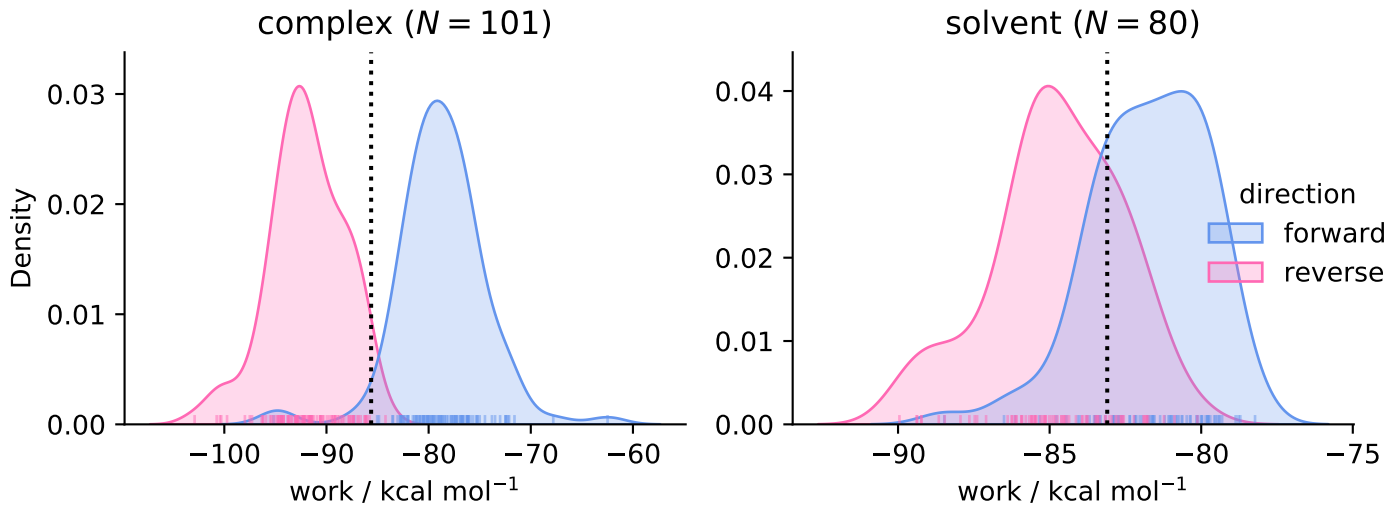 complex (N = 101)
Density
0.03
0.02
0.01
0.00
−100
−90
−80
−70
−60
work / kcal mol⁻¹
solvent (N = 80)
0.04
0.03
0.02
0.01
0.00
−90
−85
−80
−75
work / kcal mol⁻¹
direction
forward
reverse